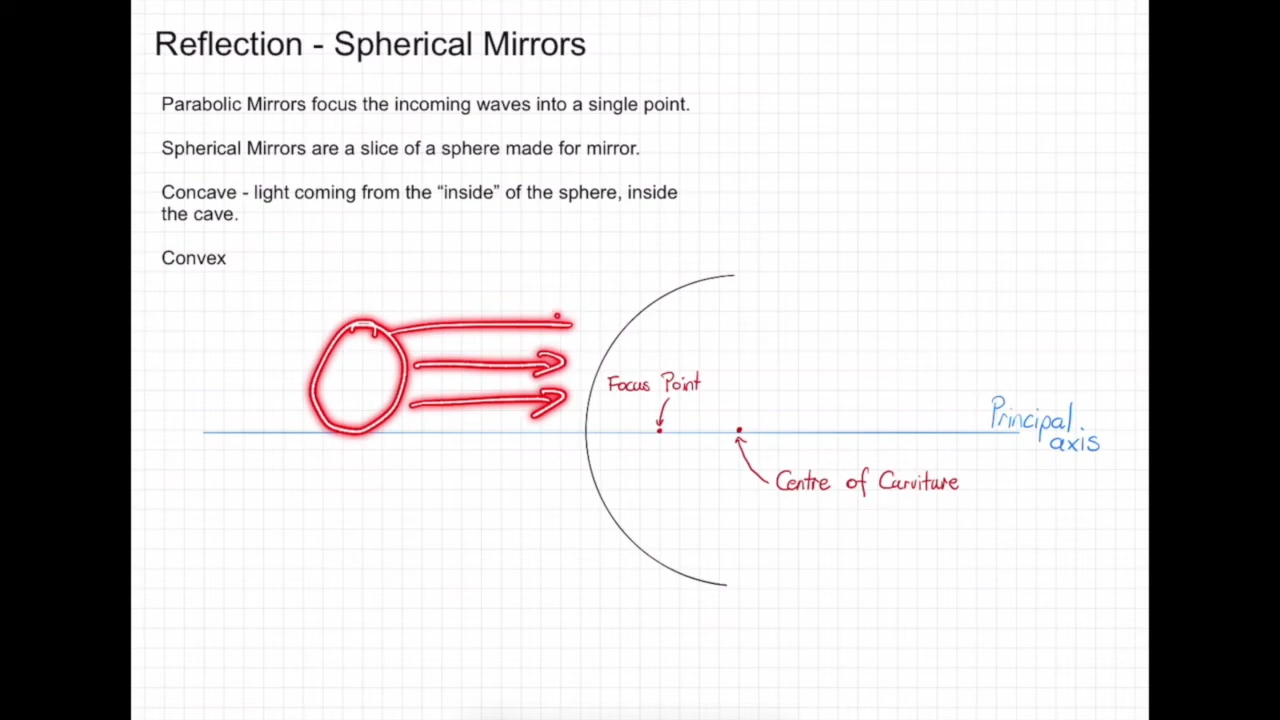 Reflection - Spherical Mirrors
Parabolic Mirrors focus the incoming waves into a single point.
Spherical Mirrors are a slice of a sphere made for mirror.
Concave - light coming from the “inside” of the sphere, inside
the cave.
Convex
Focus Point
Principal.
axis
Centre of Curviture